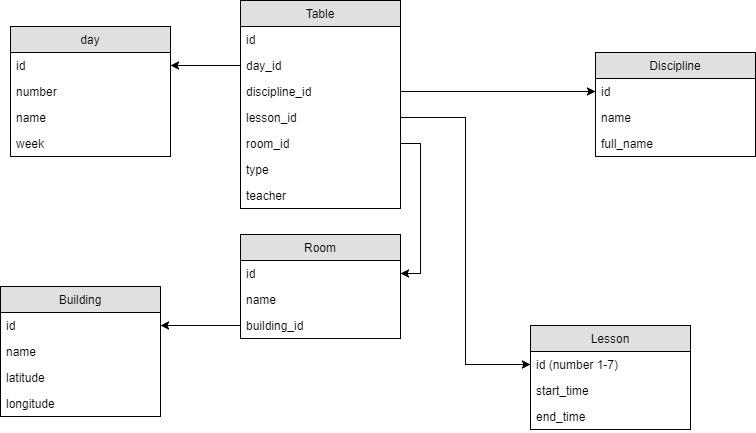 day
id
number
name
week
Table
id
day_id
discipline_id
lesson_id
room_id
type
teacher
Discipline
id
name
full_name
Room
id
name
building_id
Building
id
name
latitude
longitude
Lesson
id (number 1-7)
start_time
end_time